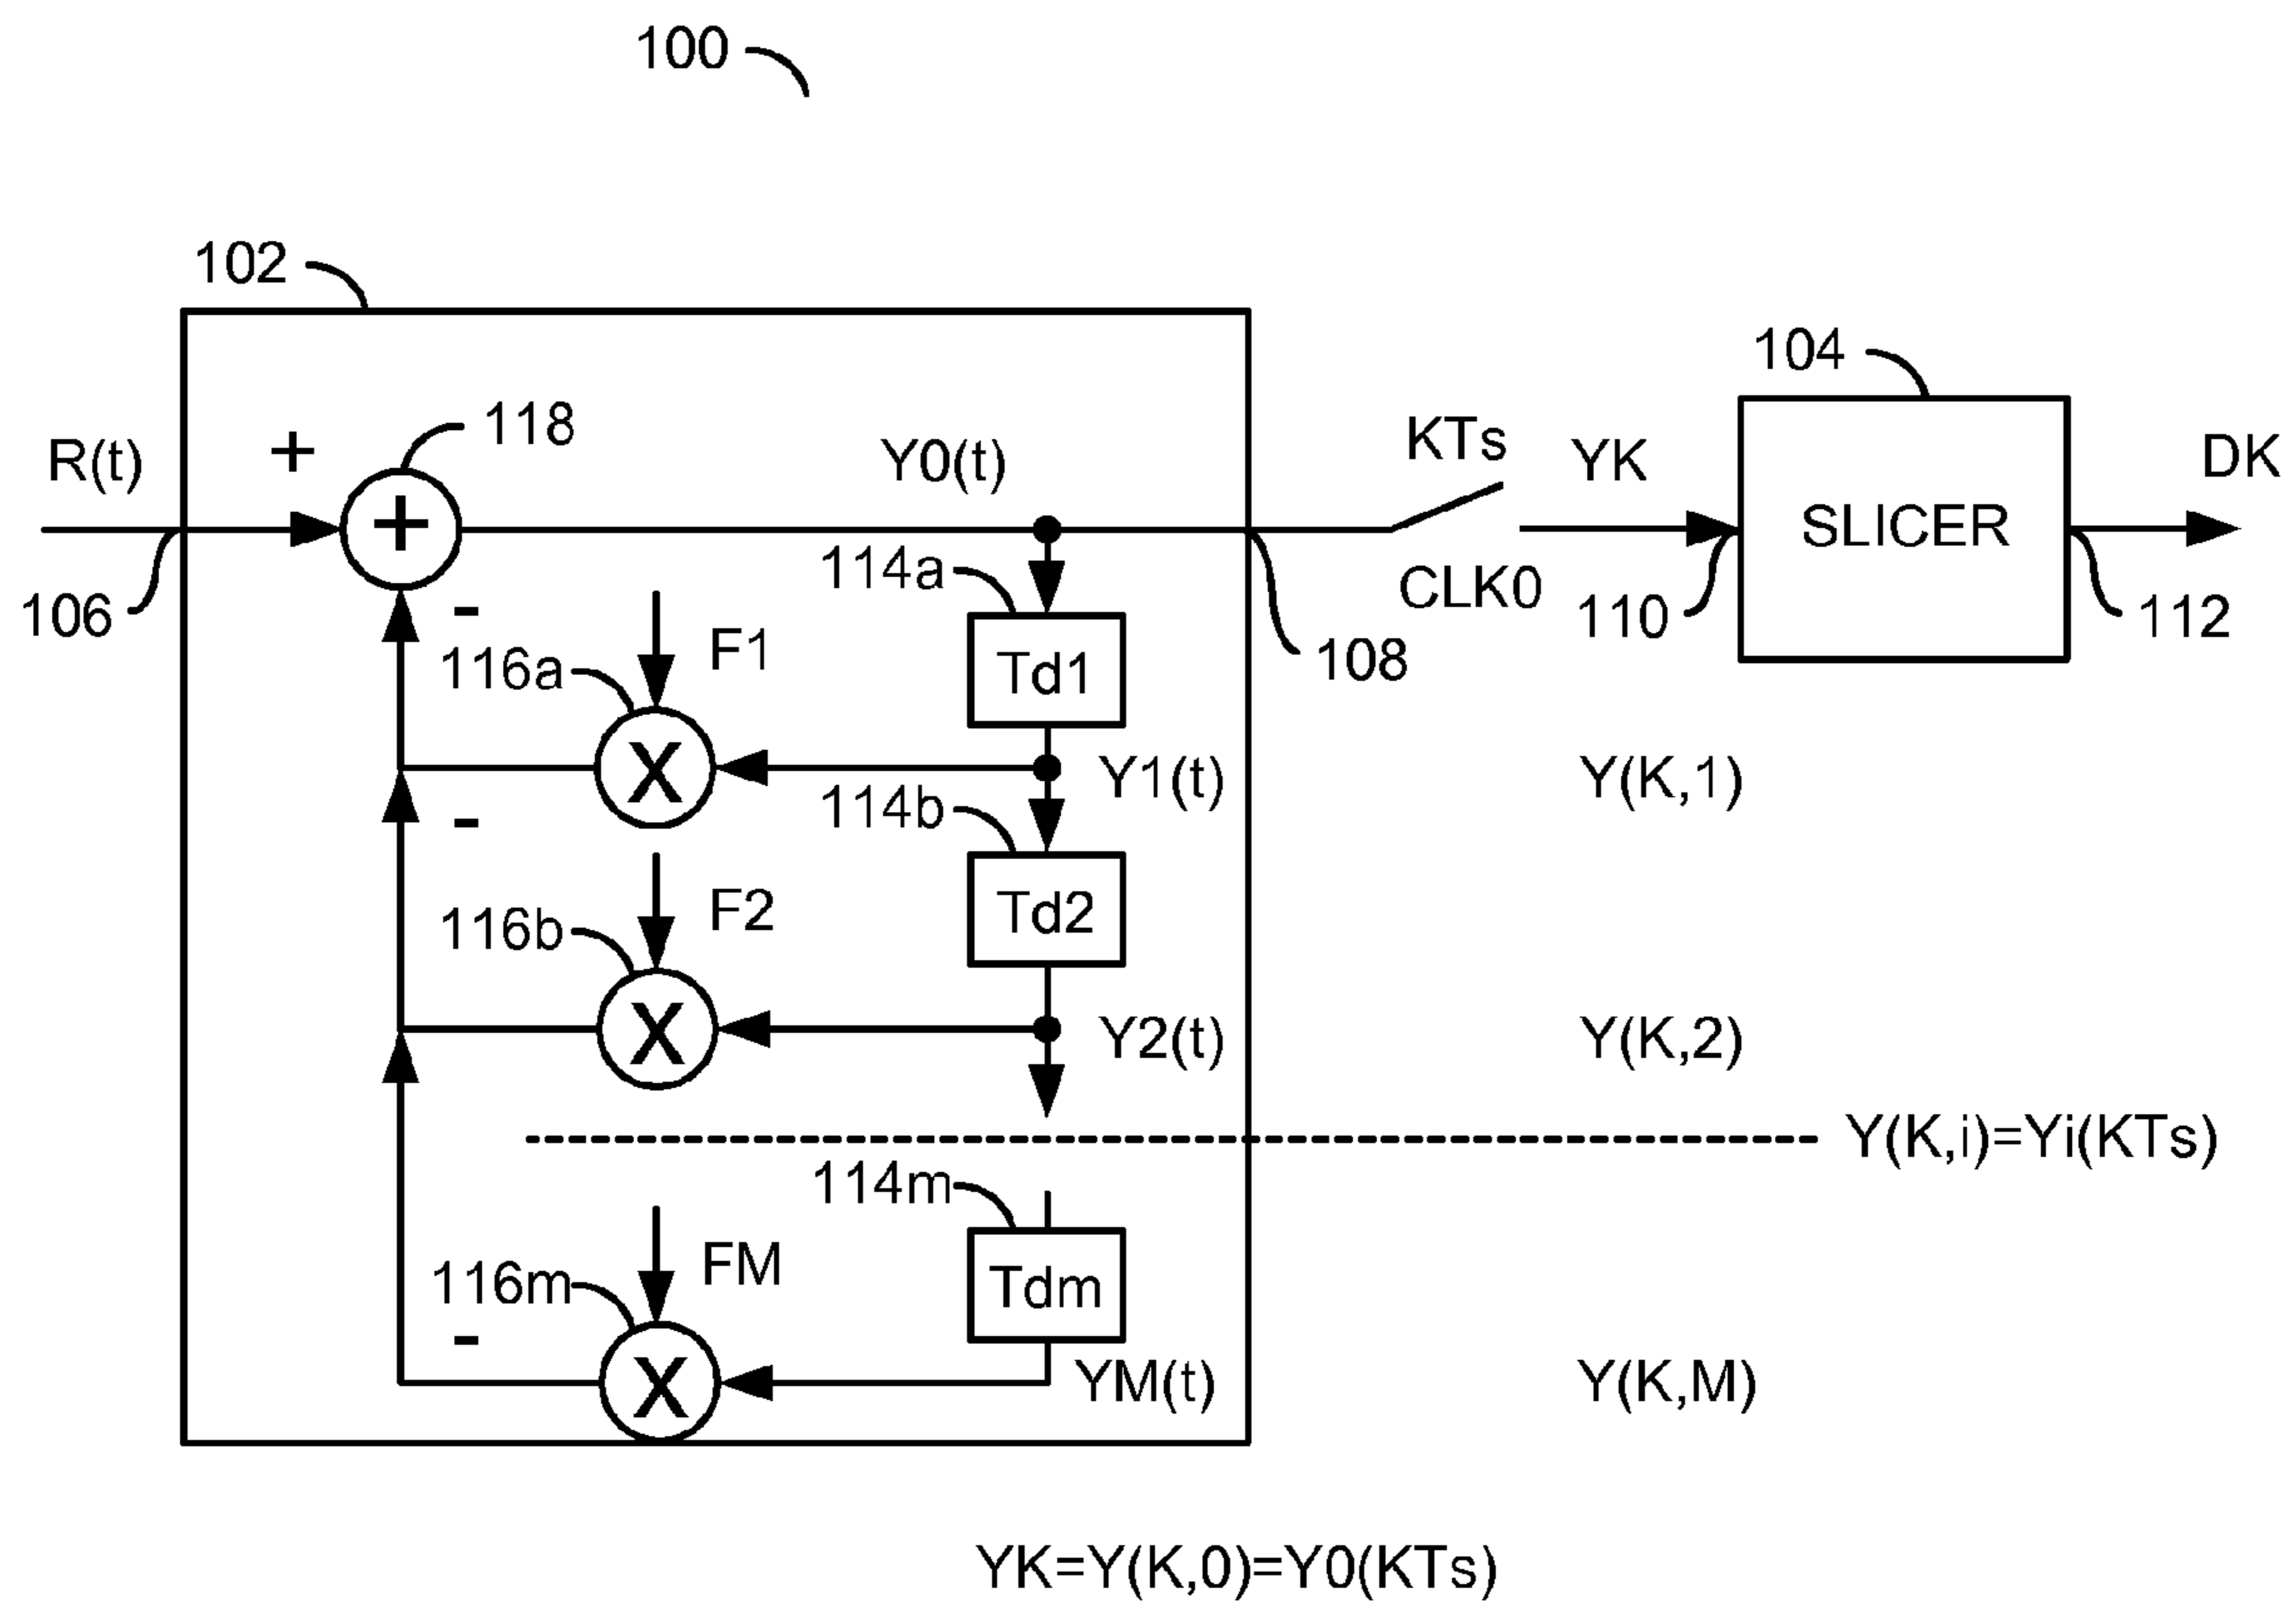 100
102
104
118
R(t)
+
+
Y0(t)
KTs
YK
DK
SLICER
114a
CLK0
106
-
F1
110
112
116a
Td1
108
X
Y1(t)
Y(K,1)
114b
-
F2
Td2
116b
X
Y2(t)
Y(K,2)
Y(K,i)=Yi(KTs)
114m
FM
116m
Tdm
-
X
YM(t)
Y(K,M)
YK=Y(K,0)=Y0(KTs)